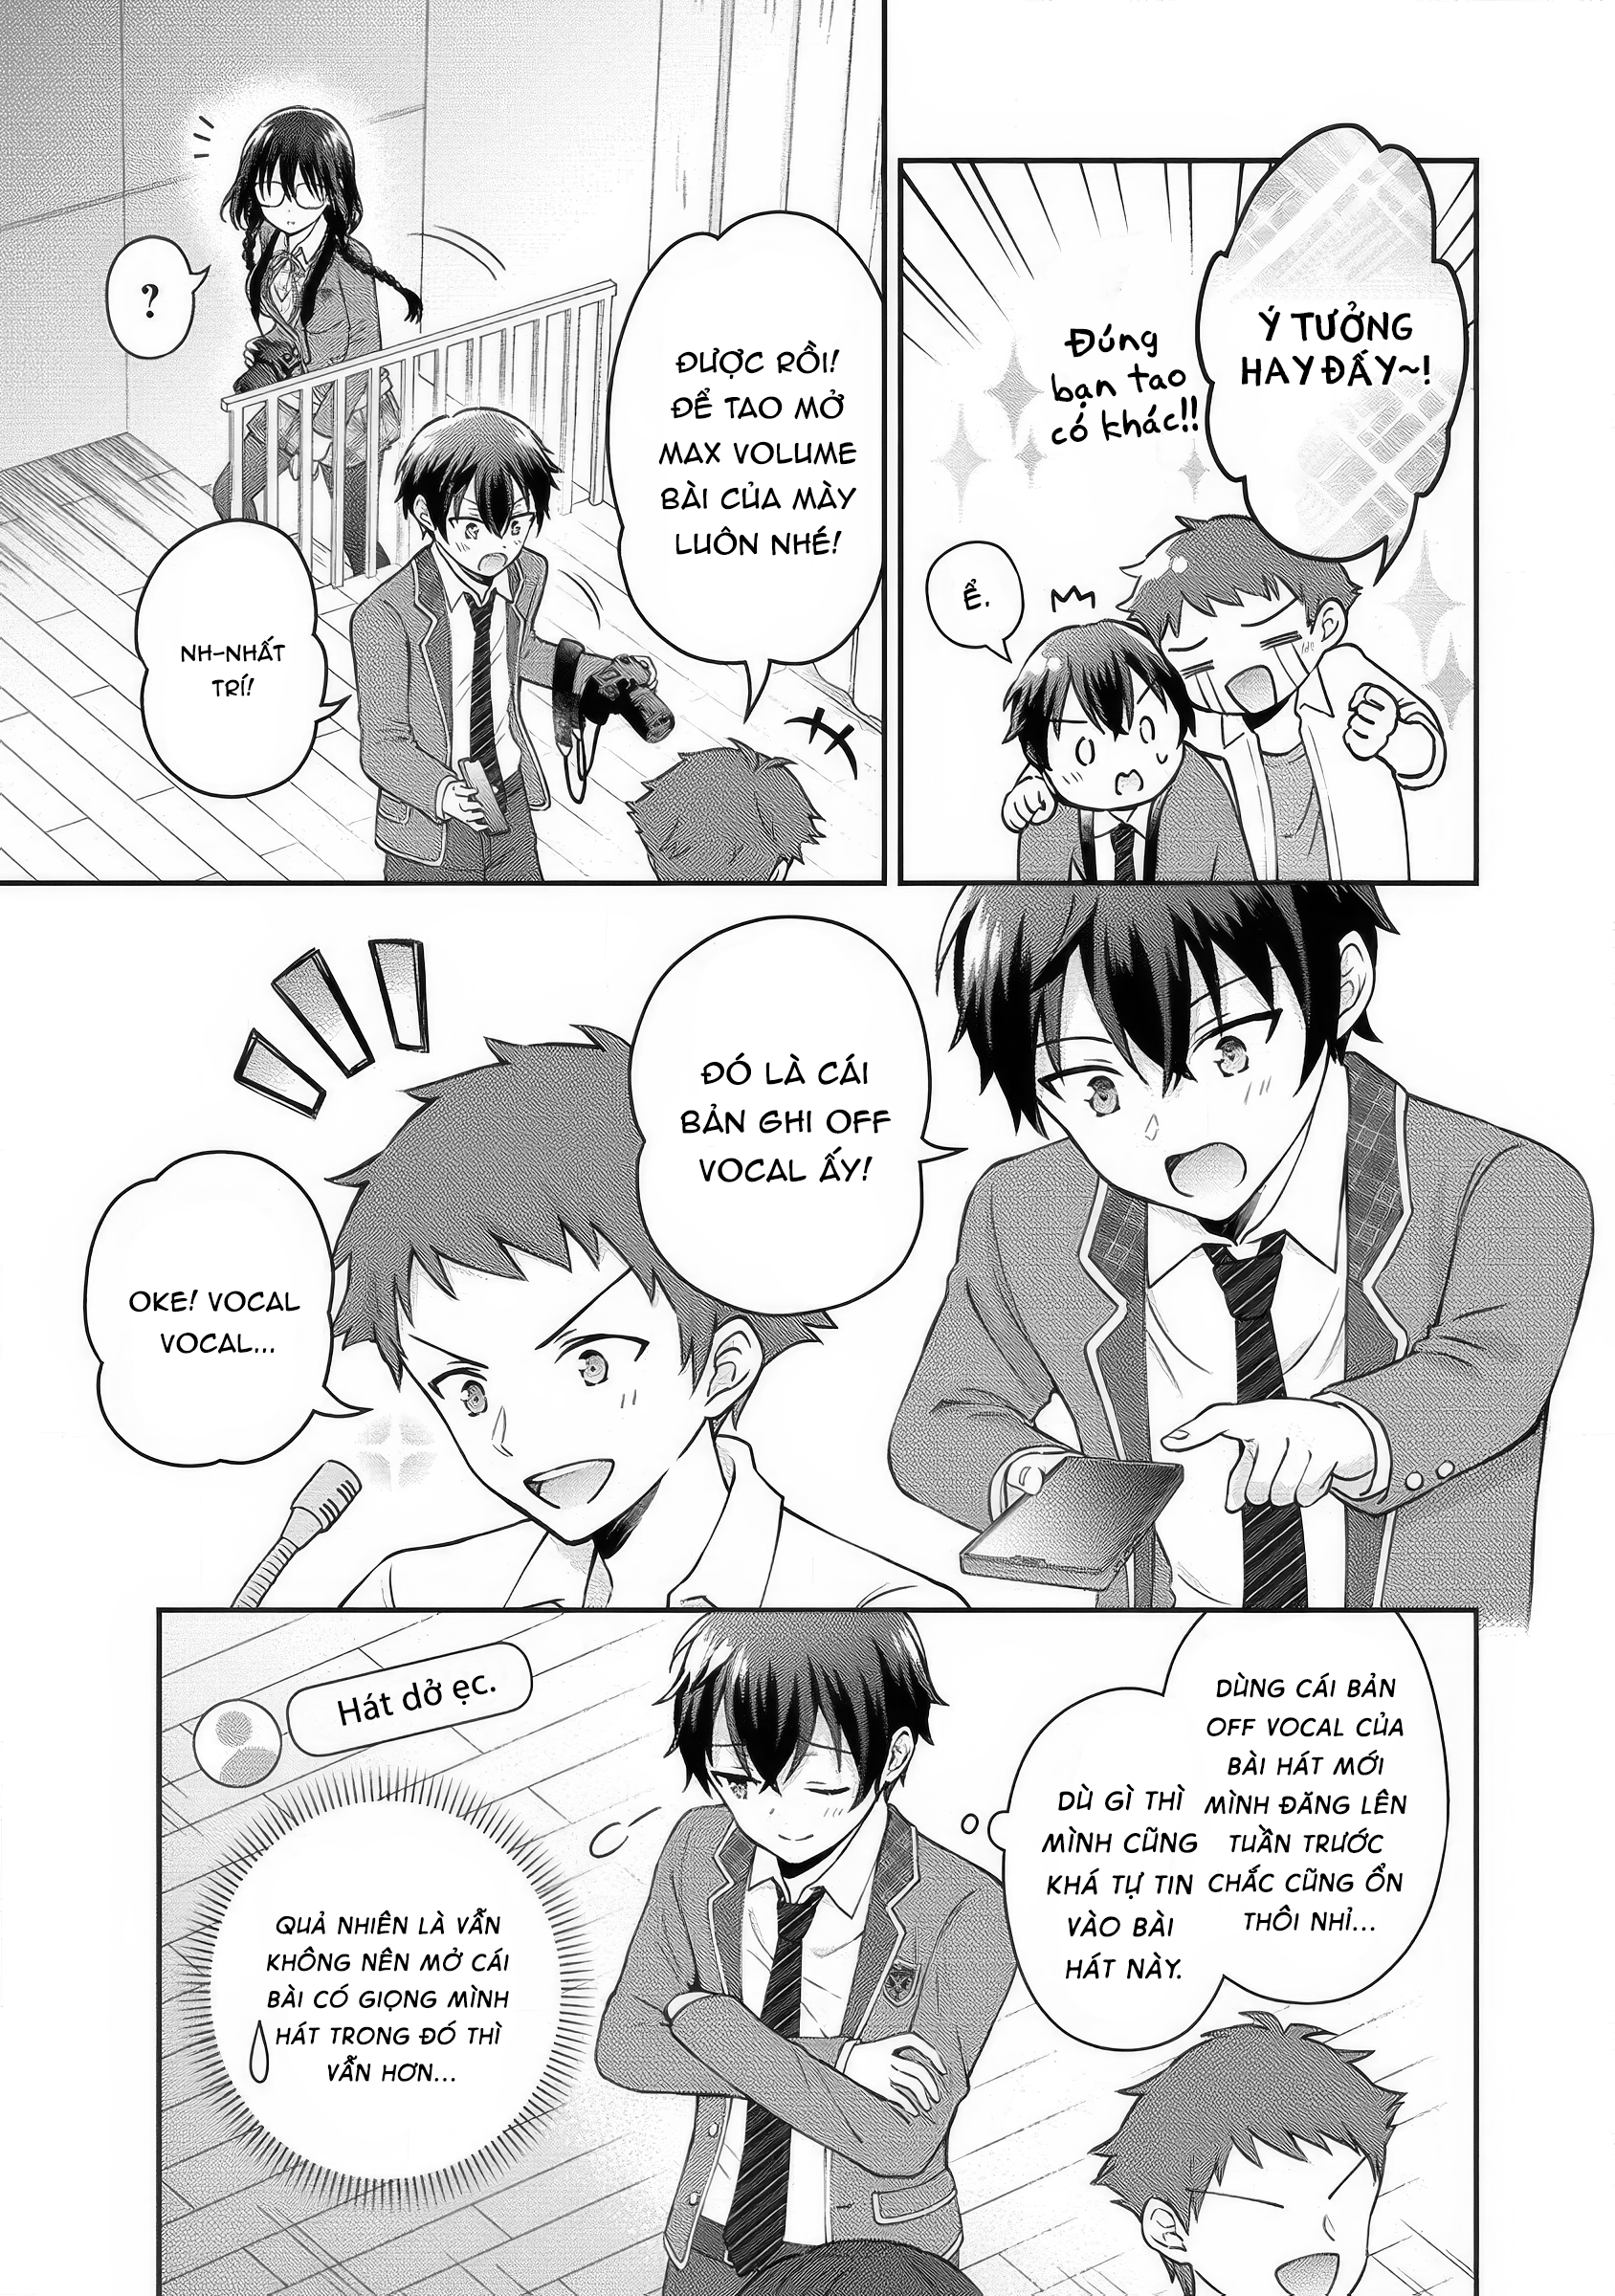 Ý TƯỞNG
HAY ĐẤY~!
Đúng
bạn tao
có khác!!
Ể.
ĐƯỢC RỒI!
ĐỂ TAO MỞ
MAX VOLUME
BÀI CỦA MÀY
LUÔN NHÉ!
?
NH-NHẤT
TRÍ!
ĐÓ LÀ CÁI
BẢN GHI OFF
VOCAL ẤY!
OKE! VOCAL
VOCAL...
DÙNG CÁI BẢN
OFF VOCAL CỦA
BÀI HÁT MỚI
MÌNH ĐĂNG LÊN
TUẦN TRƯỚC
CHẮC CŨNG ỔN
THÔI NHỈ...
DÙ GÌ THÌ
MÌNH CŨNG
KHÁ TỰ TIN
VÀO BÀI
HÁT NÀY.
Hát dở ẹc.
QUẢ NHIÊN LÀ VẪN
KHÔNG NÊN MỞ CÁI
BÀI CÓ GIỌNG MÌNH
HÁT TRONG ĐÓ THÌ
VẪN HƠN...